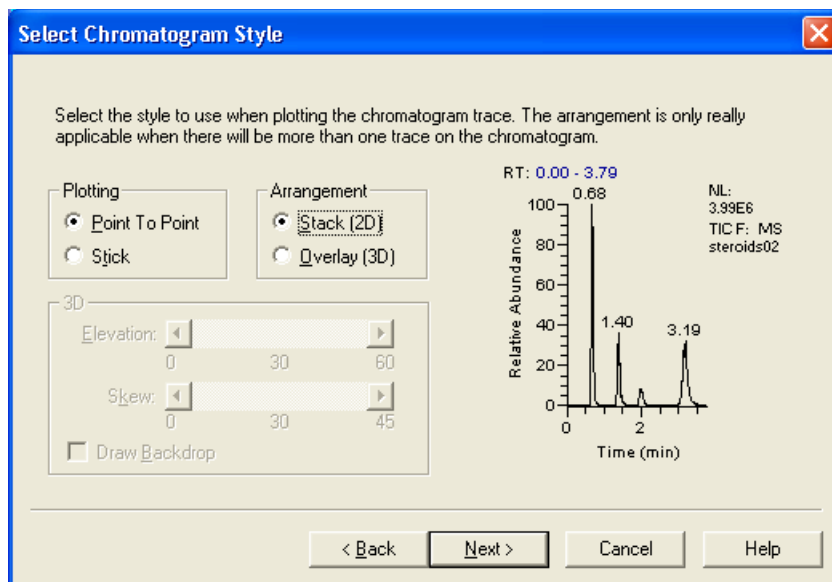 Select Chromatogram Style
Select the style to use when plotting the chromatogram trace. The arrangement is only really
applicable when there will be more than one trace on the chromatogram.
Plotting
Point To Point
Stick
Arrangement
Stack (2D)
Overlay (3D)
3D
Elevation:
0 30 60
Skew:
0 30 45
Draw Backdrop
RT: 0.00 - 3.79
0.68
NL:
3.99E6
TIC F: MS
steroids02
100
80
60
40
20
0
Relative Abundance
1.40
3.19
0 2
Time (min)
< Back
Next >
Cancel
Help